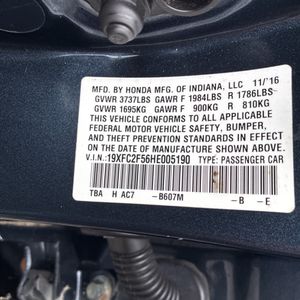 MFD. BY HONDA MFG. OF INDIANA, LLC 11/'16
GVWR 3737LBS GAWR F 1984LBS R 1786LBS
GVWR 1695KG GAWR F 900KG R 810KG
THIS VEHICLE CONFORMS TO ALL APPLICABLE
FEDERAL MOTOR VEHICLE SAFETY, BUMPER,
AND THEFT PREVENTION STANDARDS IN EFFECT
ON THE DATE OF MANUFACTURE SHOWN ABOVE.
V.I.N.:19XFC2F56HE005190 TYPE: PASSENGER CAR
TBA H AC7 -B607M -B -E